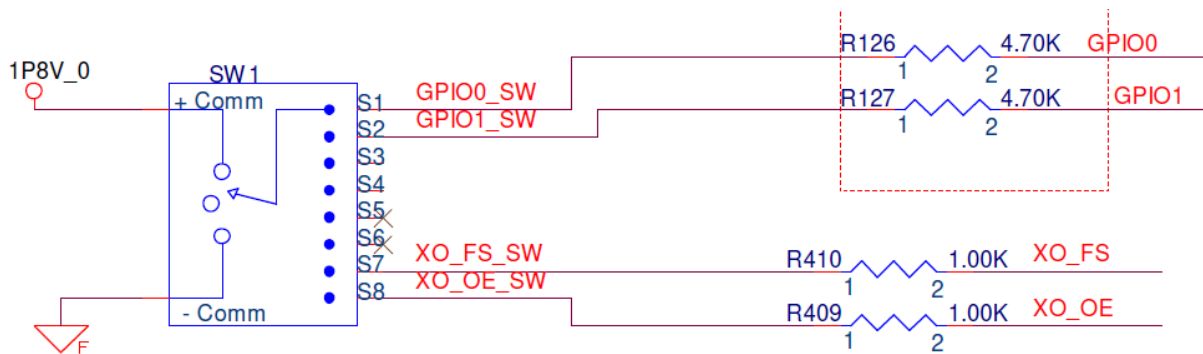 R126 4.70K GPIO0
1 2
1P8V_0
SW1
+ Comm
S1 GPIO0_SW
R127 4.70K GPIO1
1 2
S2 GPIO1_SW
S3
S4
S5
S6
S7 XO_FS_SW
R410 1.00K XO_FS
1 2
S8 XO_OE_SW
R409 1.00K XO_OE
1 2
- Comm
F